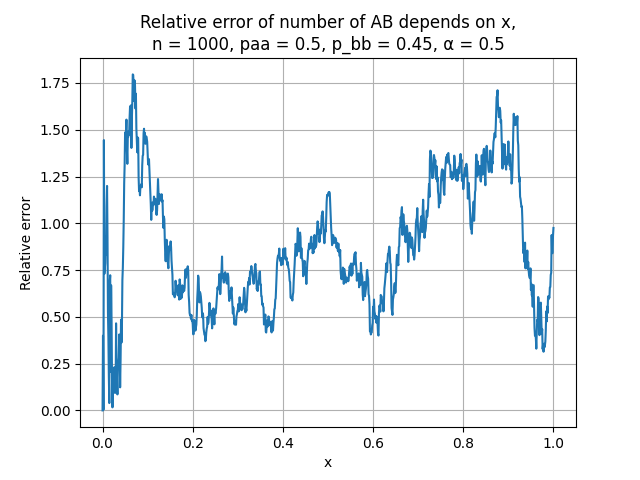 Relative error of number of AB depends on x,
n = 1000, paa = 0.5, p_bb = 0.45, α = 0.5
1.75
1.50
1.25
1.00
0.75
0.50
0.25
0.00
Relative error
0.0 0.2 0.4 0.6 0.8 1.0
x